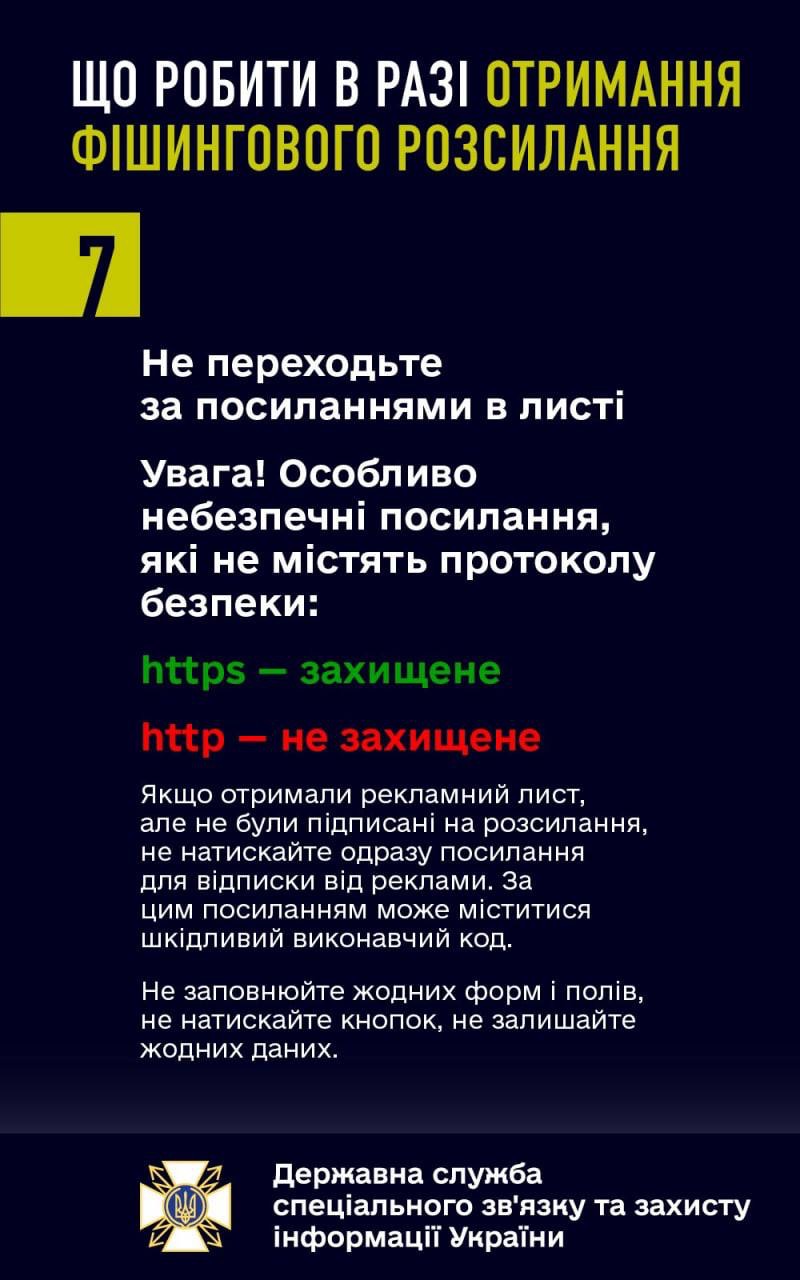 ЩО РОБИТИ В РАЗІ ОТРИМАННЯ
ФІШИНГОВОГО РОЗСИЛАННЯ
7
Не переходьте
за посиланнями в листі
Увага! Особливо
небезпечні посилання,
які не містять протоколу
безпеки:
https — захищене
http — не захищене
Якщо отримали рекламний лист,
але не були підписані на розсилання,
не натискайте одразу посилання
для відписки від реклами. За
цим посиланням може міститися
шкідливий виконавчий код.
Не заповнюйте жодних форм і полів,
не натискайте кнопок, не залишайте
жодних даних.
Державна служба
спеціального зв'язку та захисту
інформації України